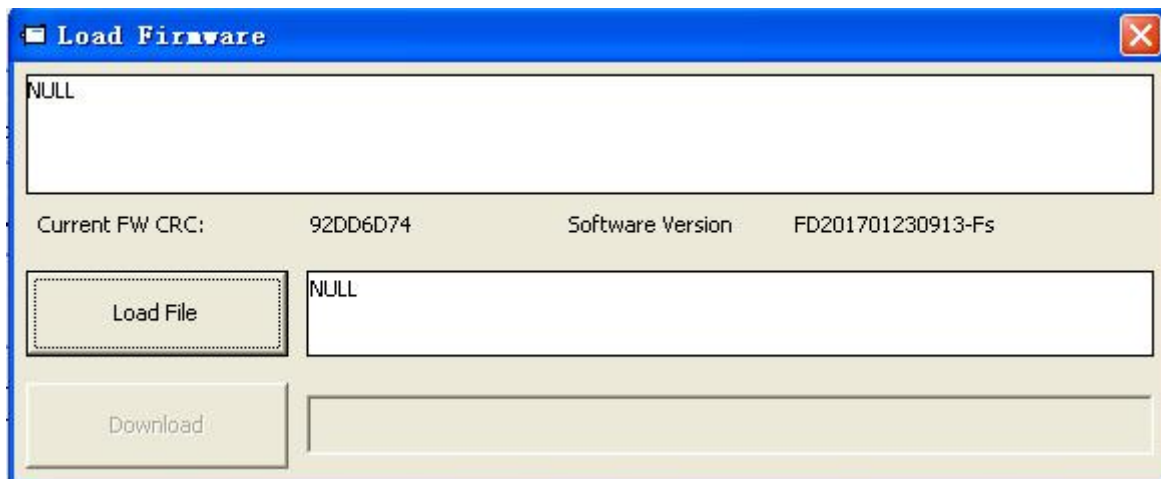 Load Firmware
NULL
Current FW CRC: 92DD6D74 Software Version FD201701230913-Fs
Load File NULL
Download